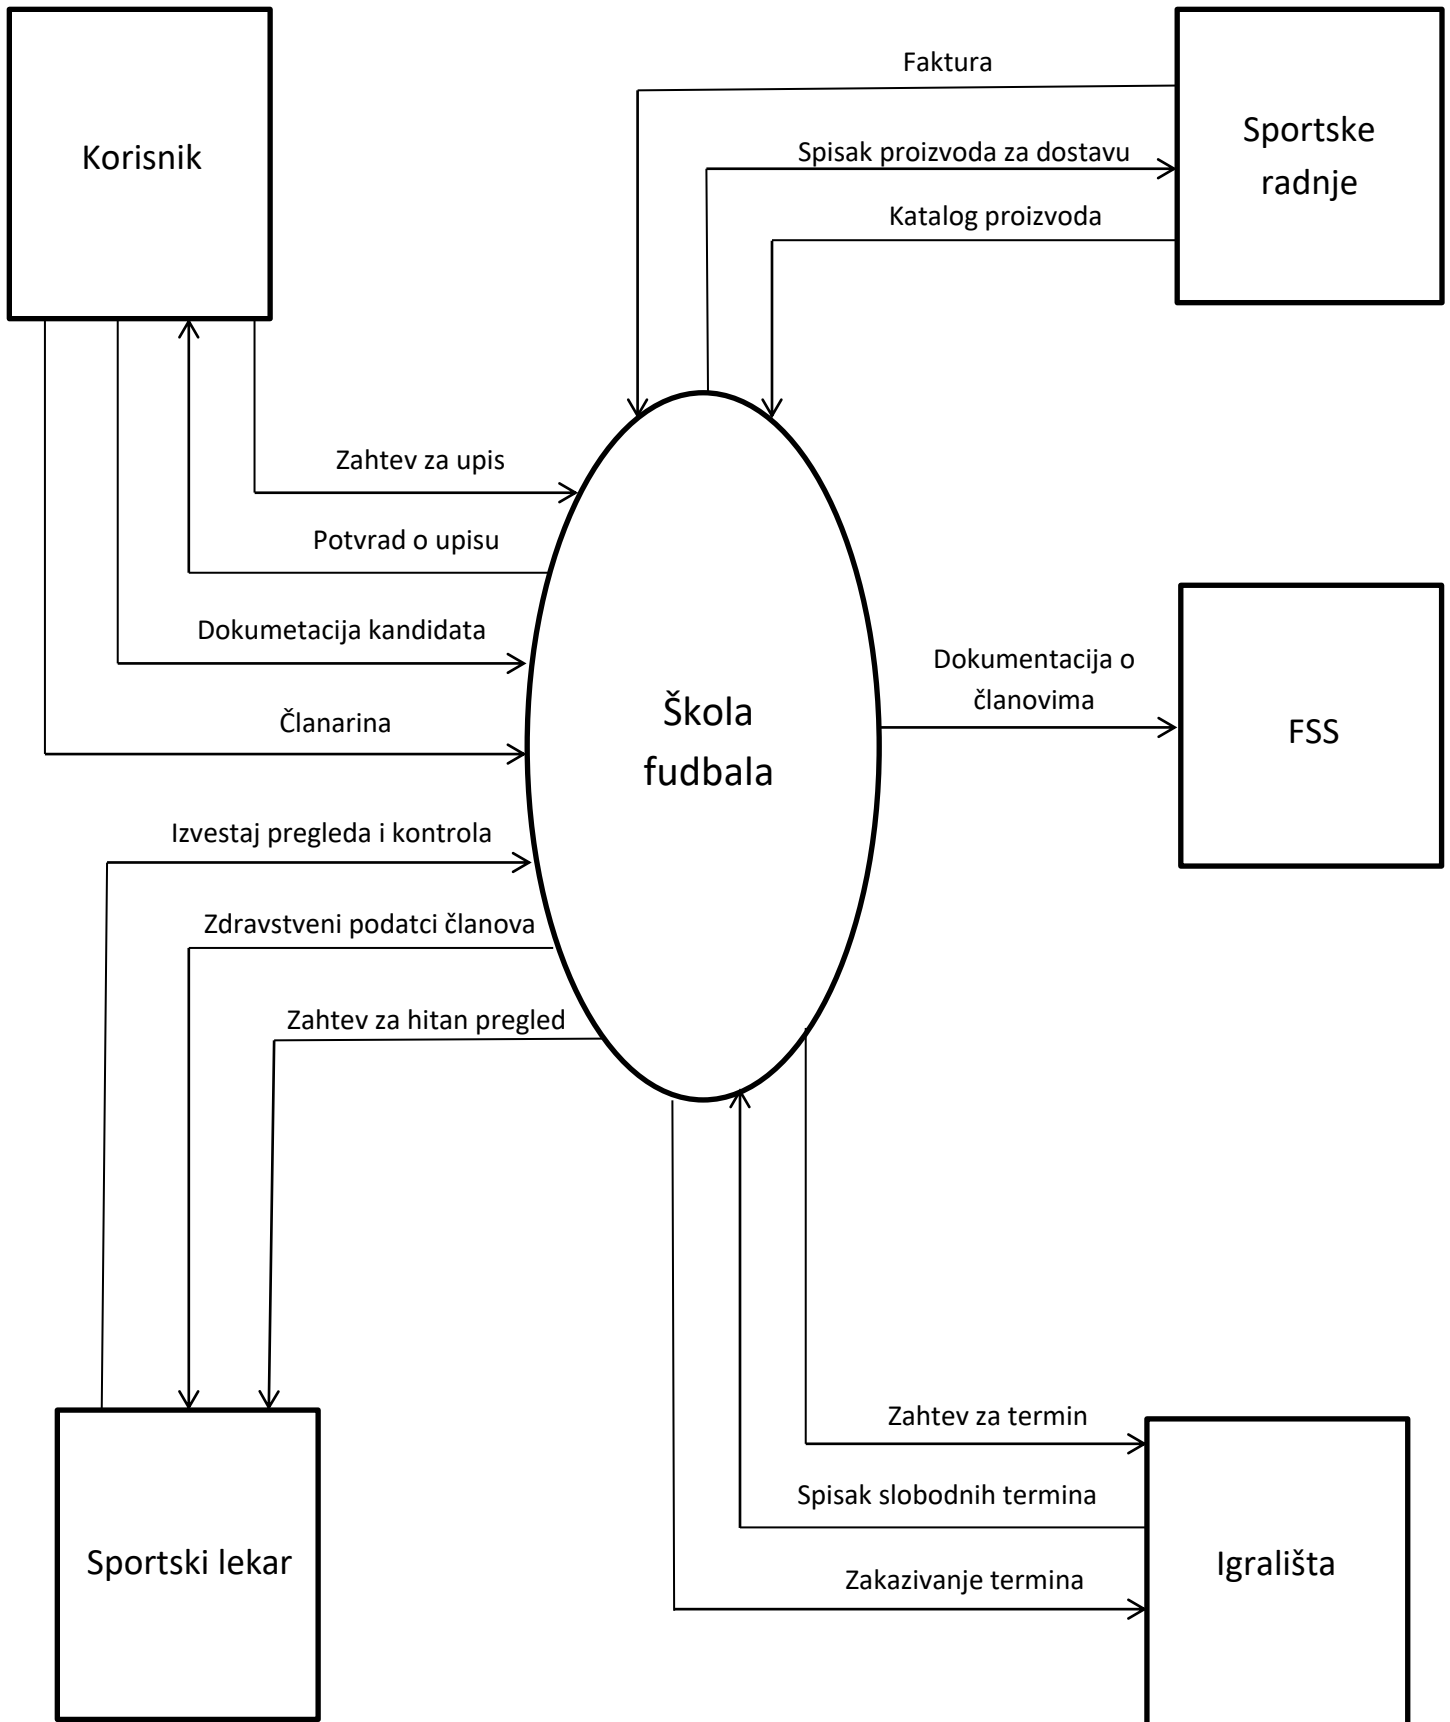 Korisnik
Faktura
Sportske
radnje
Spisak proizvoda za dostavu
Katalog proizvoda
Zahtev za upis
Potvrad o upisu
Dokumetacija kandidata
Članarina
Škola
fudbala
Dokumentacija o
članovima
FSS
Izvestaj pregleda i kontrola
Zdravstveni podatci članova
Zahtev za hitan pregled
Sportski lekar
Zahtev za termin
Spisak slobodnih termina
Zakazivanje termina
Igrališta